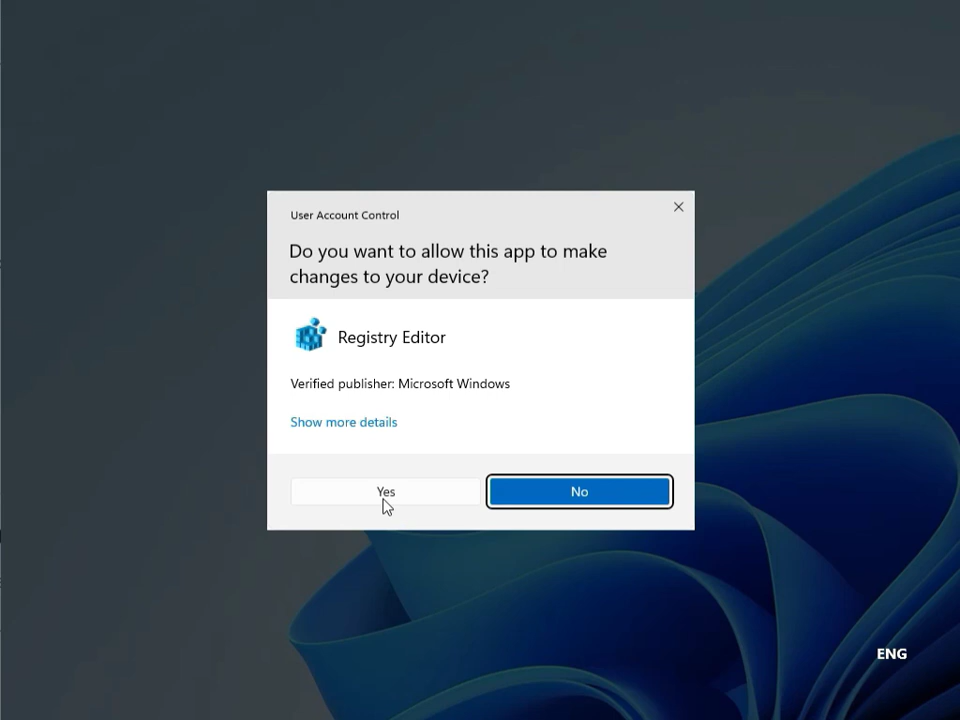 User Account Control
Do you want to allow this app to make
changes to your device?
Registry Editor
Verified publisher: Microsoft Windows
Show more details
Yes
No
ENG